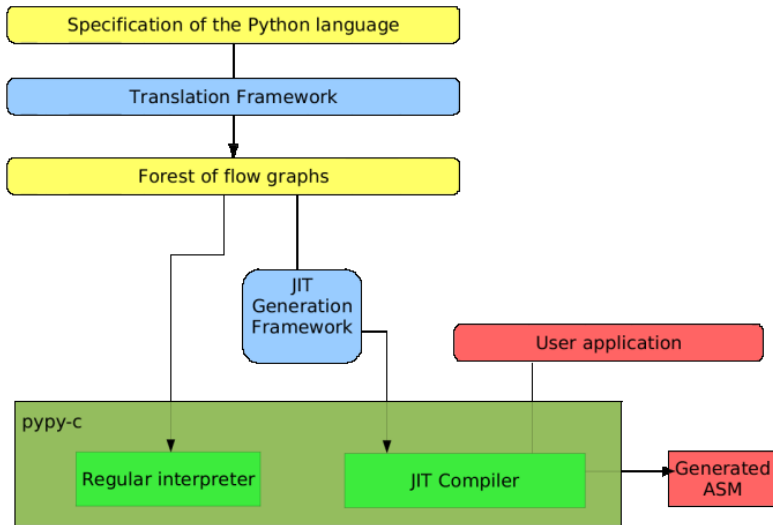 Specification of the Python language
Translation Framework
Forest of flow graphs
JIT
Generation
Framework
User application
pypy-c
Regular interpreter
JIT Compiler
Generated
ASM